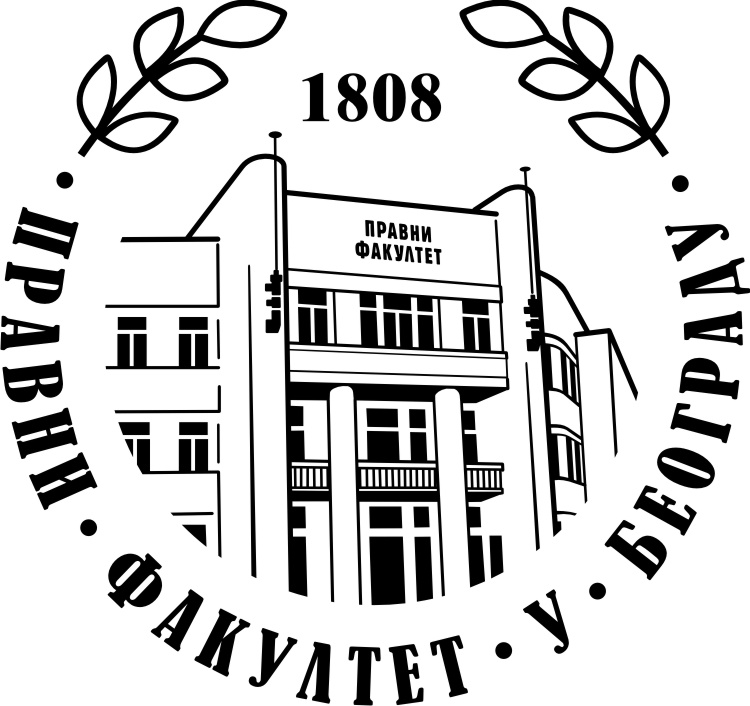 1808
ПРАВНИ
ФАКУЛТЕТ
ПРАВНИ · ФАКУЛТЕТ · У · БЕОГРАДУ